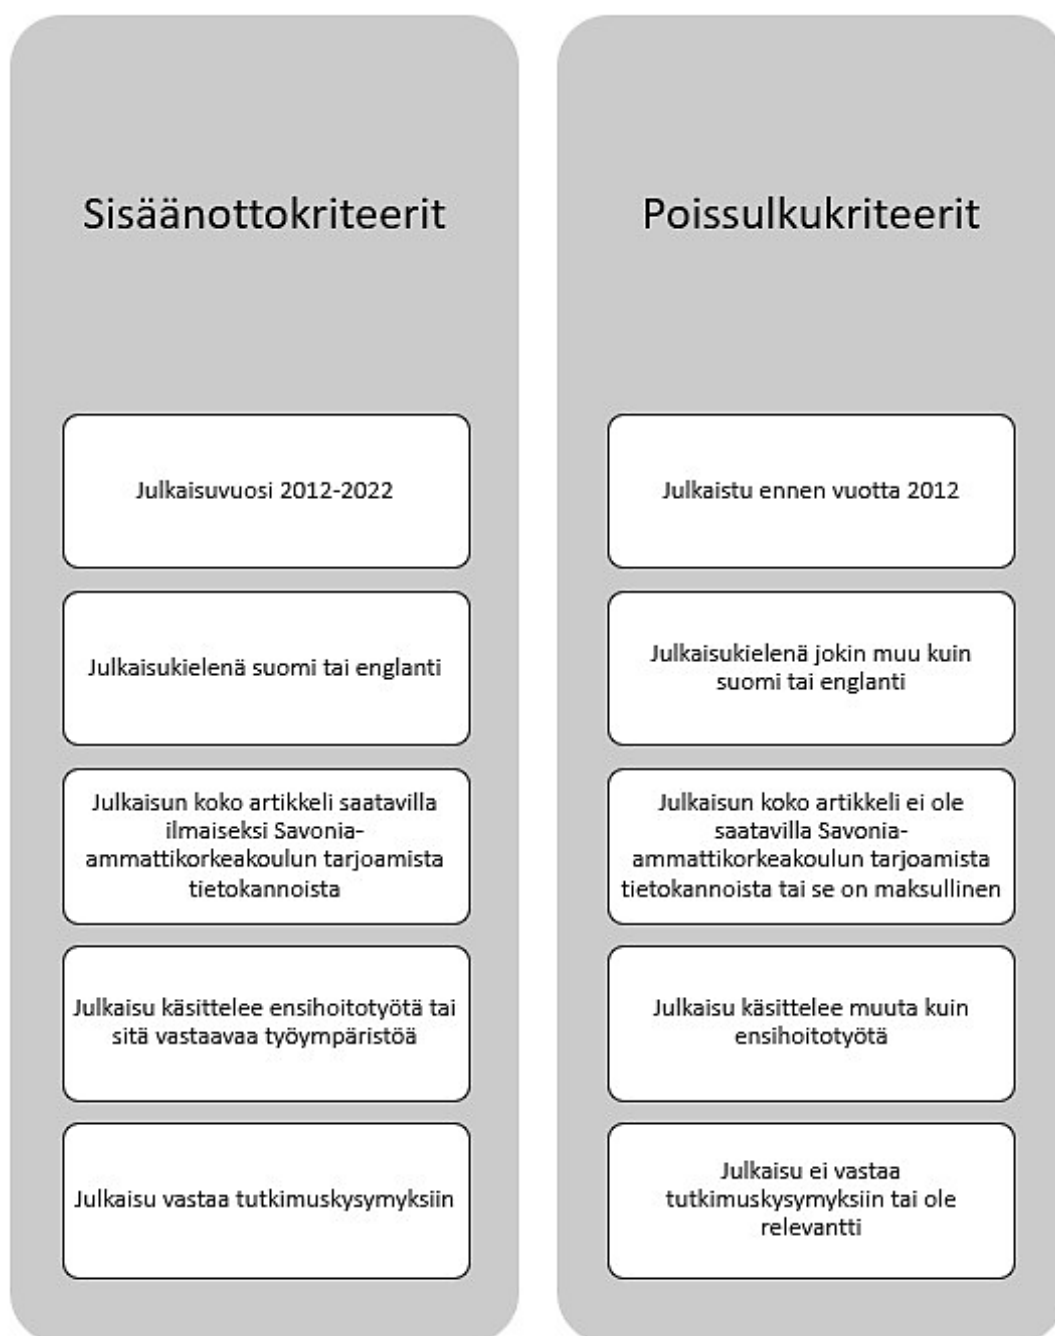 Sisäänottokriteerit
Julkaisuvuosi 2012-2022
Julkaisukielenä suomi tai englanti
Julkaisun koko artikkeli saatavilla
ilmaiseksi Savonia-
ammattikorkeakoulun tarjoamista
tietokannoista
Julkaisu käsittelee ensihoitotyötä tai
sitä vastaavaa työympäristöä
Julkaisu vastaa tutkimuskysymyksiin
Poissulkukriteerit
Julkaistu ennen vuotta 2012
Julkaisukielenä jokin muu kuin
suomi tai englanti
Julkaisun koko artikkeli ei ole
saatavilla Savonia-
ammattikorkeakoulun tarjoamista
tietokannoista tai se on maksullinen
Julkaisu käsittelee muuta kuin
ensihoitotyötä
Julkaisu ei vastaa
tutkimuskysymyksiin tai ole
relevantti